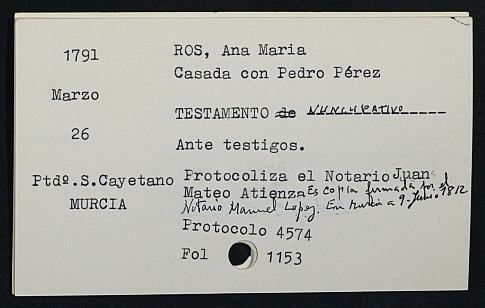 1791 ROS, Ana Maria
Casada con Pedro Pérez
Marzo
TESTAMENTO de NUNCUPATIVO
26
Ante testigos.
Ptdº.S.Cayetano Protocoliza el Notario Juan
MURCIA Mateo Atienza Es copia firmada por el
Notario Manuel Lopez. En Murcia a 9-Junio 1812
Protocolo 4574
Fol 1153